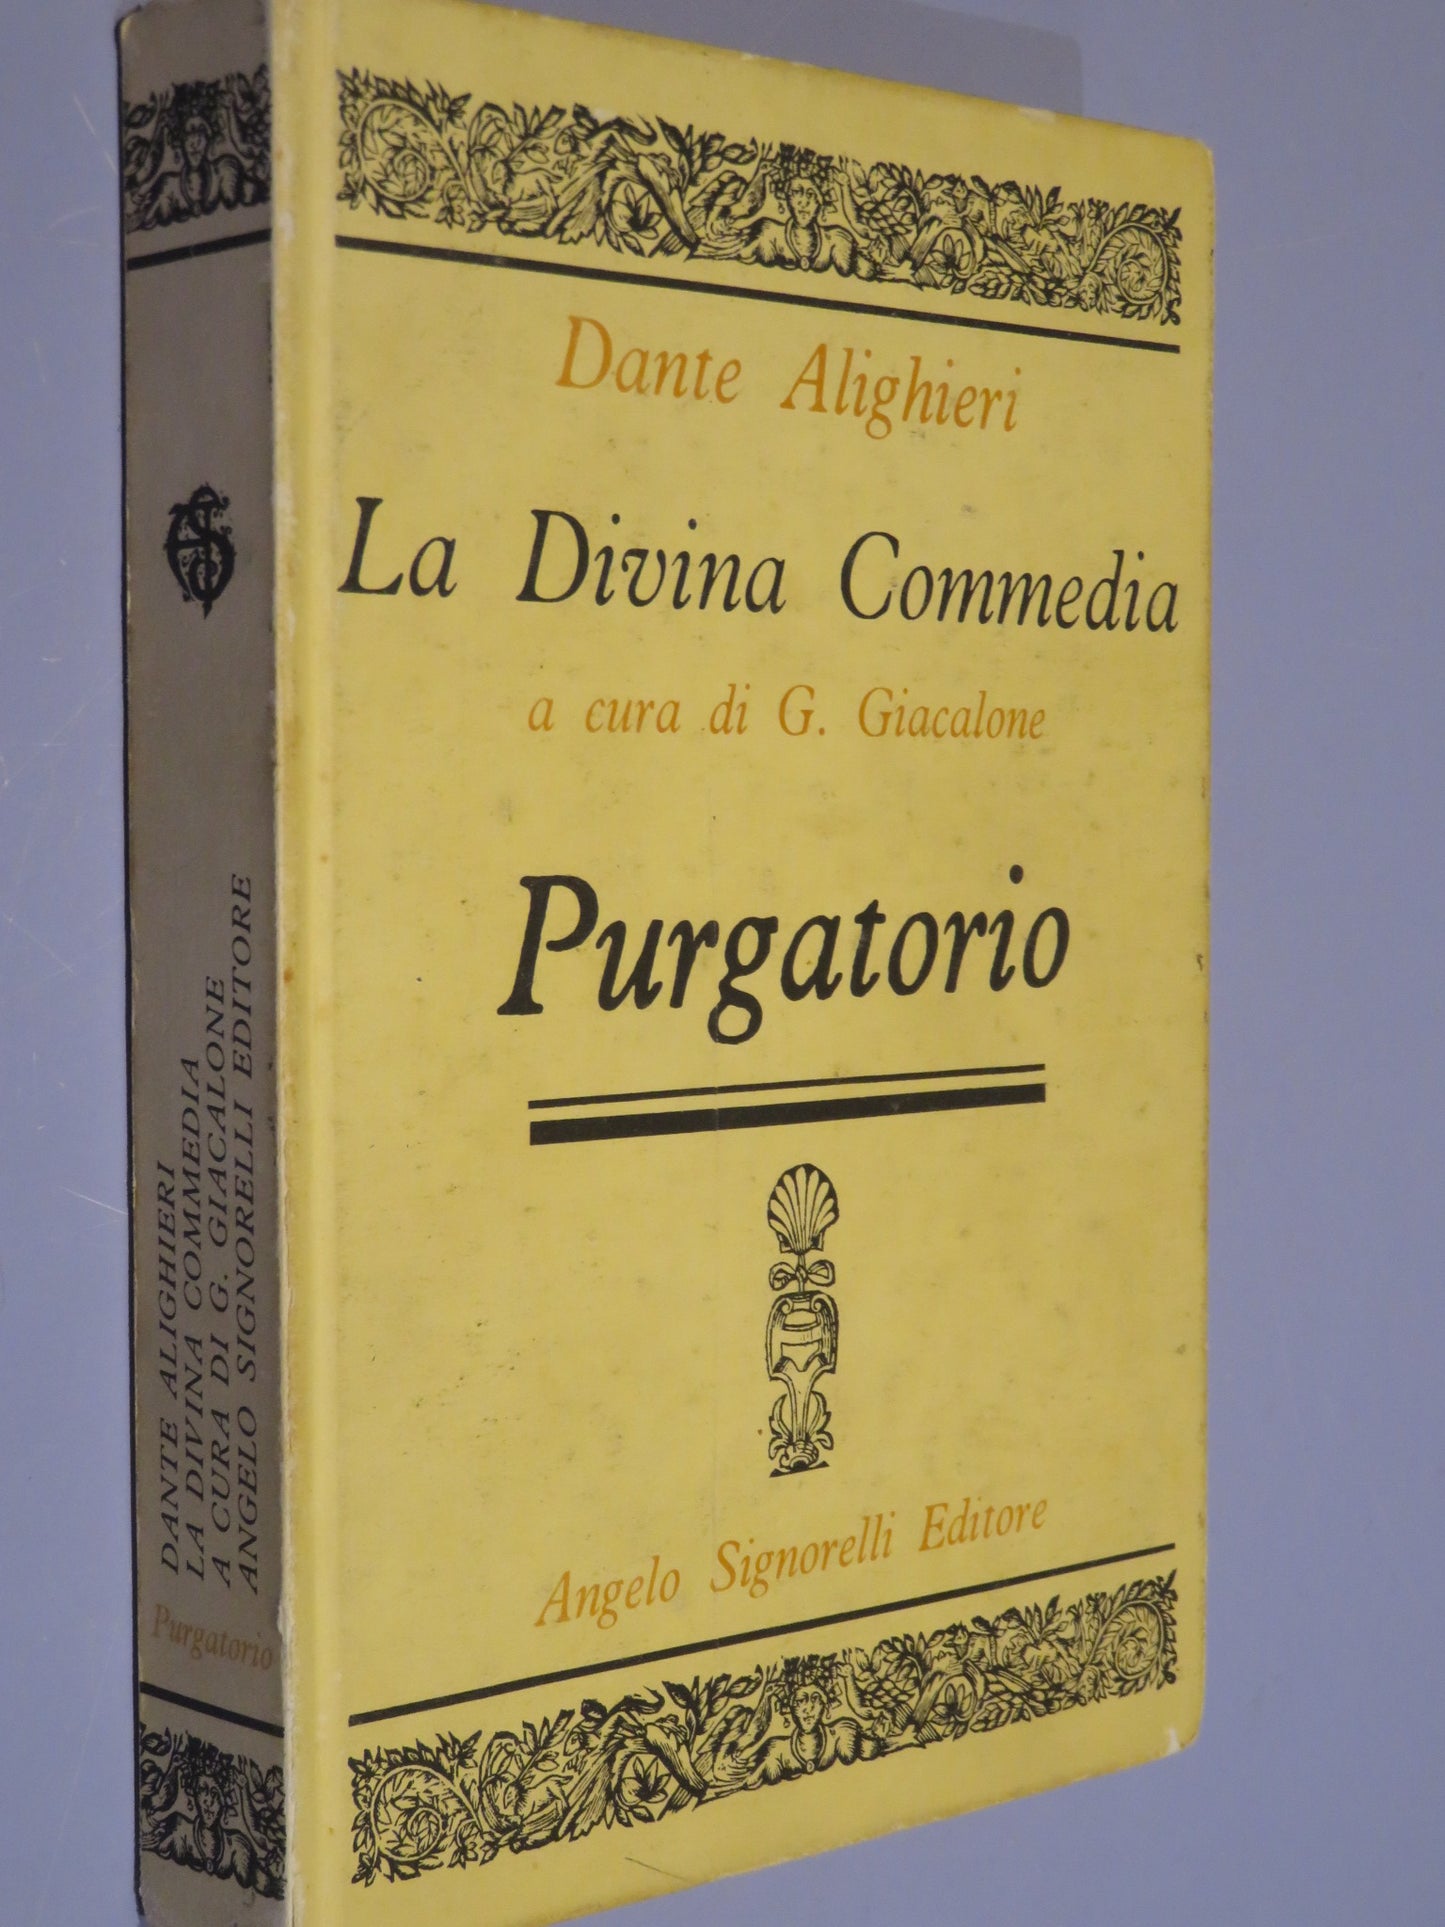 Dante Alighieri
La Divina Commedia
a cura di G. Giacalone
Purgatorio
Angelo Signorelli Editore
DANTE ALIGHIERI
LA DIVINA COMMEDIA
A CURA DI G. GIACALONE
ANGELO SIGNORELLI EDITORE
Purgatorio